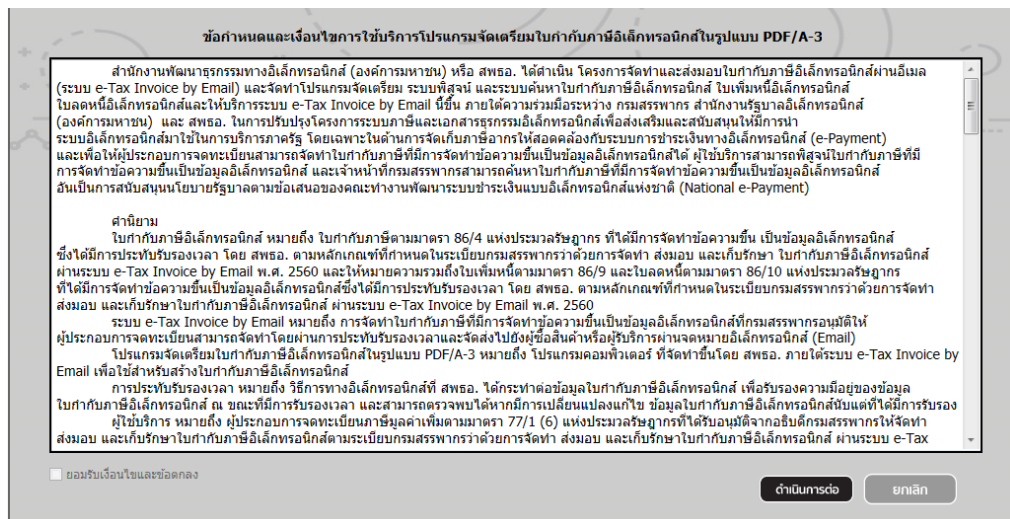 ข้อกำหนดและเงื่อนไขการใช้บริการโปรแกรมจัดเตรียมใบกำกับภาษีอิเล็กทรอนิกส์ในรูปแบบ PDF/A-3
สำนักงานพัฒนาธุรกรรมทางอิเล็กทรอนิกส์ (องค์การมหาชน) หรือ สพธอ. ได้ดำเนิน โครงการจัดทำและส่งมอบใบกำกับภาษีอิเล็กทรอนิกส์ผ่านอีเมล
(ระบบ e-Tax Invoice by Email) และจัดทำโปรแกรมจัดเตรียม ระบบพิสูจน์ และระบบค้นหาใบกำกับภาษีอิเล็กทรอนิกส์ ใบเพิ่มหนี้อิเล็กทรอนิกส์
ใบลดหนี้อิเล็กทรอนิกส์และให้บริการระบบ e-Tax Invoice by Email นี้ขึ้น ภายใต้ความร่วมมือระหว่าง กรมสรรพากร สำนักงานรัฐบาลอิเล็กทรอนิกส์
(องค์การมหาชน) และ สพธอ. ในการปรับปรุงโครงการระบบภาษีและเอกสารธุรกรรมอิเล็กทรอนิกส์เพื่อส่งเสริมและสนับสนุนให้มีการนำ
ระบบอิเล็กทรอนิกส์มาใช้ในการบริการภาครัฐ โดยเฉพาะในด้านการจัดเก็บภาษีอากรให้สอดคล้องกับระบบการชำระเงินทางอิเล็กทรอนิกส์ (e-Payment)
และเพื่อให้ผู้ประกอบการจดทะเบียนสามารถจัดทำใบกำกับภาษีที่มีการจัดทำข้อความขึ้นเป็นข้อมูลอิเล็กทรอนิกส์ได้ ผู้ใช้บริการสามารถพิสูจน์ใบกำกับภาษีที่มี
การจัดทำข้อความขึ้นเป็นข้อมูลอิเล็กทรอนิกส์ และเจ้าหน้าที่กรมสรรพากรสามารถค้นหาใบกำกับภาษีที่มีการจัดทำข้อความขึ้นเป็นข้อมูลอิเล็กทรอนิกส์
อันเป็นการสนับสนุนนโยบายรัฐบาลตามข้อเสนอของคณะทำงานพัฒนาระบบชำระเงินแบบอิเล็กทรอนิกส์แห่งชาติ (National e-Payment)
คำนิยาม
ใบกำกับภาษีอิเล็กทรอนิกส์ หมายถึง ใบกำกับภาษีตามมาตรา 86/4 แห่งประมวลรัษฎากร ที่ได้มีการจัดทำข้อความขึ้น เป็นข้อมูลอิเล็กทรอนิกส์
ซึ่งได้มีการประทับรับรองเวลา โดย สพธอ. ตามหลักเกณฑ์ที่กำหนดในระเบียบกรมสรรพากรว่าด้วยการจัดทำ ส่งมอบ และเก็บรักษา ใบกำกับภาษีอิเล็กทรอนิกส์
ผ่านระบบ e-Tax Invoice by Email พ.ศ. 2560 และให้หมายความรวมถึงใบเพิ่มหนี้ตามมาตรา 86/9 และใบลดหนี้ตามมาตรา 86/10 แห่งประมวลรัษฎากร
ที่ได้มีการจัดทำข้อความขึ้นเป็นข้อมูลอิเล็กทรอนิกส์ซึ่งได้มีการประทับรับรองเวลา โดย สพธอ. ตามหลักเกณฑ์ที่กำหนดในระเบียบกรมสรรพากรว่าด้วยการจัดทำ
ส่งมอบ และเก็บรักษาใบกำกับภาษีอิเล็กทรอนิกส์ ผ่านระบบ e-Tax Invoice by Email พ.ศ. 2560
ระบบ e-Tax Invoice by Email หมายถึง การจัดทำใบกำกับภาษีที่มีการจัดทำข้อความขึ้นเป็นข้อมูลอิเล็กทรอนิกส์ที่กรมสรรพากรอนุมัติให้
ผู้ประกอบการจดทะเบียนสามารถจัดทำโดยผ่านการประทับรับรองเวลาและจัดส่งไปยังผู้ซื้อสินค้าหรือผู้รับบริการผ่านจดหมายอิเล็กทรอนิกส์ (Email)
โปรแกรมจัดเตรียมใบกำกับภาษีอิเล็กทรอนิกส์ในรูปแบบ PDF/A-3 หมายถึง โปรแกรมคอมพิวเตอร์ ที่จัดทำขึ้นโดย สพธอ. ภายใต้ระบบ e-Tax Invoice by
Email เพื่อใช้สำหรับสร้างใบกำกับภาษีอิเล็กทรอนิกส์
การประทับรับรองเวลา หมายถึง วิธีการทางอิเล็กทรอนิกส์ที่ สพธอ. ได้กระทำต่อข้อมูลใบกำกับภาษีอิเล็กทรอนิกส์ เพื่อรับรองความมีอยู่ของข้อมูล
ใบกำกับภาษีอิเล็กทรอนิกส์ ณ ขณะที่มีการรับรองเวลา และสามารถตรวจพบได้หากมีการเปลี่ยนแปลงแก้ไข ข้อมูลใบกำกับภาษีอิเล็กทรอนิกส์นับแต่ที่ได้มีการรับรอง
ผู้ใช้บริการ หมายถึง ผู้ประกอบการจดทะเบียนภาษีมูลค่าเพิ่มตามมาตรา 77/1 (6) แห่งประมวลรัษฎากรที่ได้รับอนุมัติจากอธิบดีกรมสรรพากรให้จัดทำ
ส่งมอบ และเก็บรักษาใบกำกับภาษีอิเล็กทรอนิกส์ตามระเบียบกรมสรรพากรว่าด้วยการจัดทำ ส่งมอบ และเก็บรักษาใบกำกับภาษีอิเล็กทรอนิกส์ ผ่านระบบ e-Tax
ยอมรับเงื่อนไขและข้อตกลง
ดำเนินการต่อ
ยกเลิก